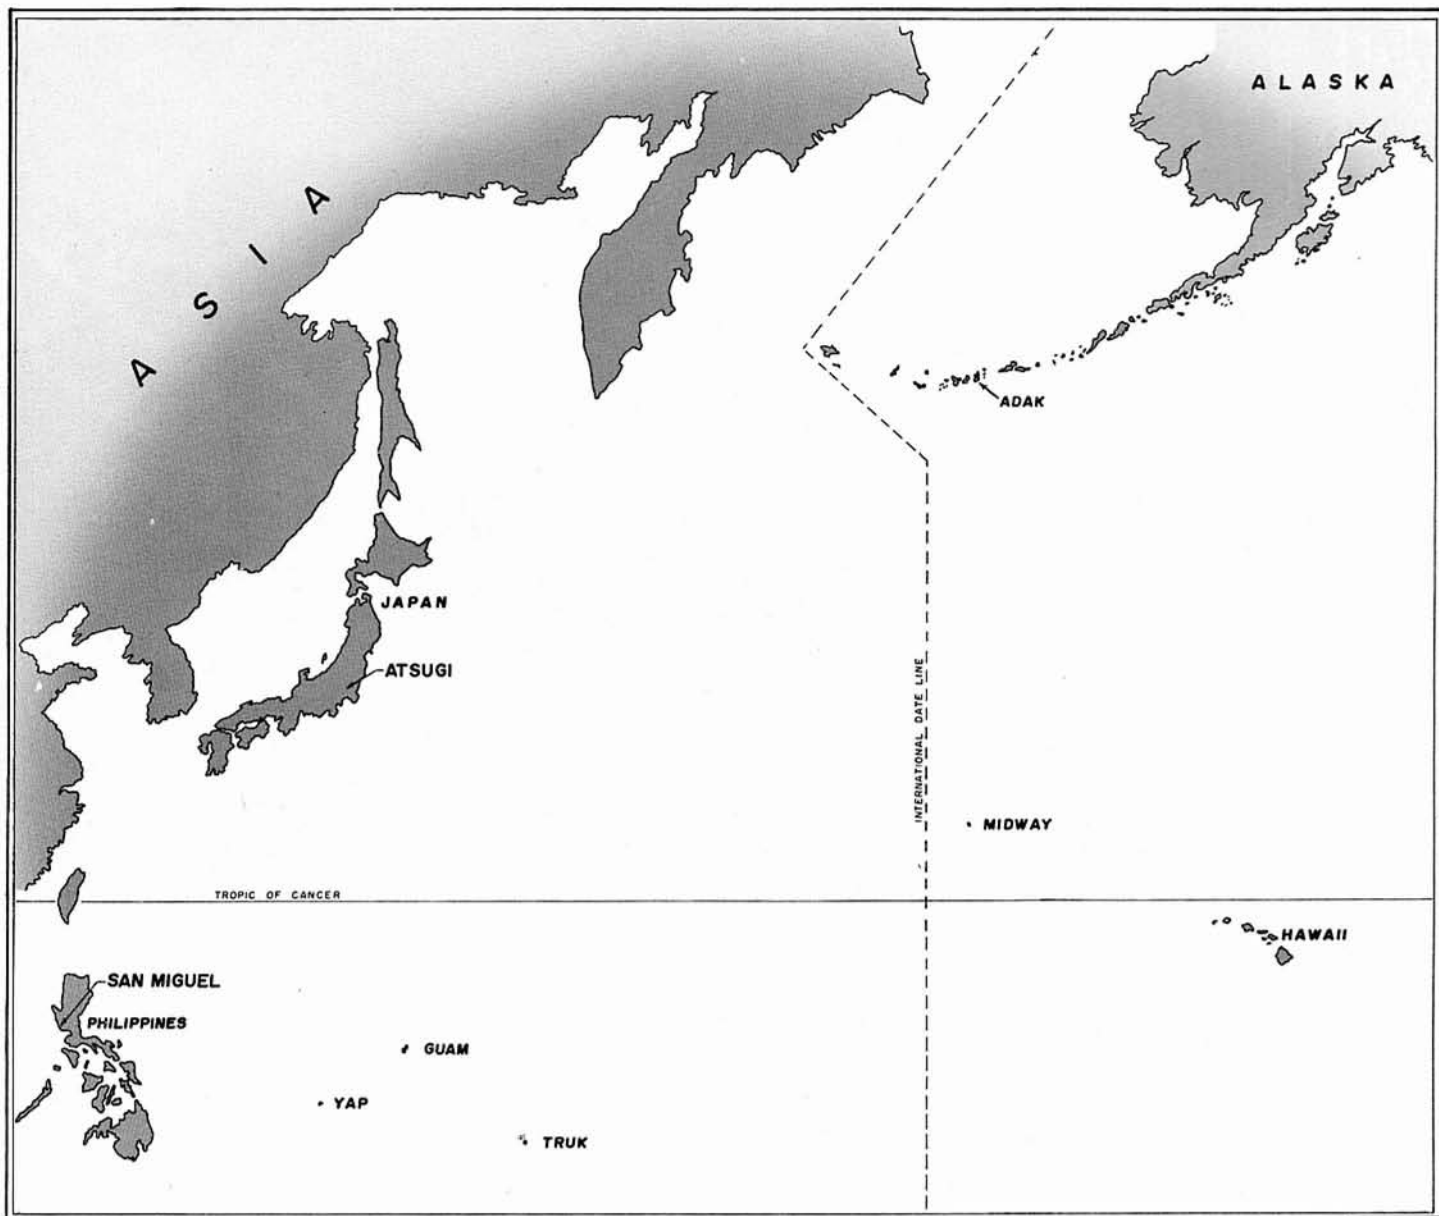 ALASKA
ASIA
ADAK
JAPAN
ATSUGI
INTERNATIONAL DATE LINE
MIDWAY
TROPIC OF CANCER
HAWAII
SAN MIGUEL
PHILIPPINES
GUAM
YAP
TRUK